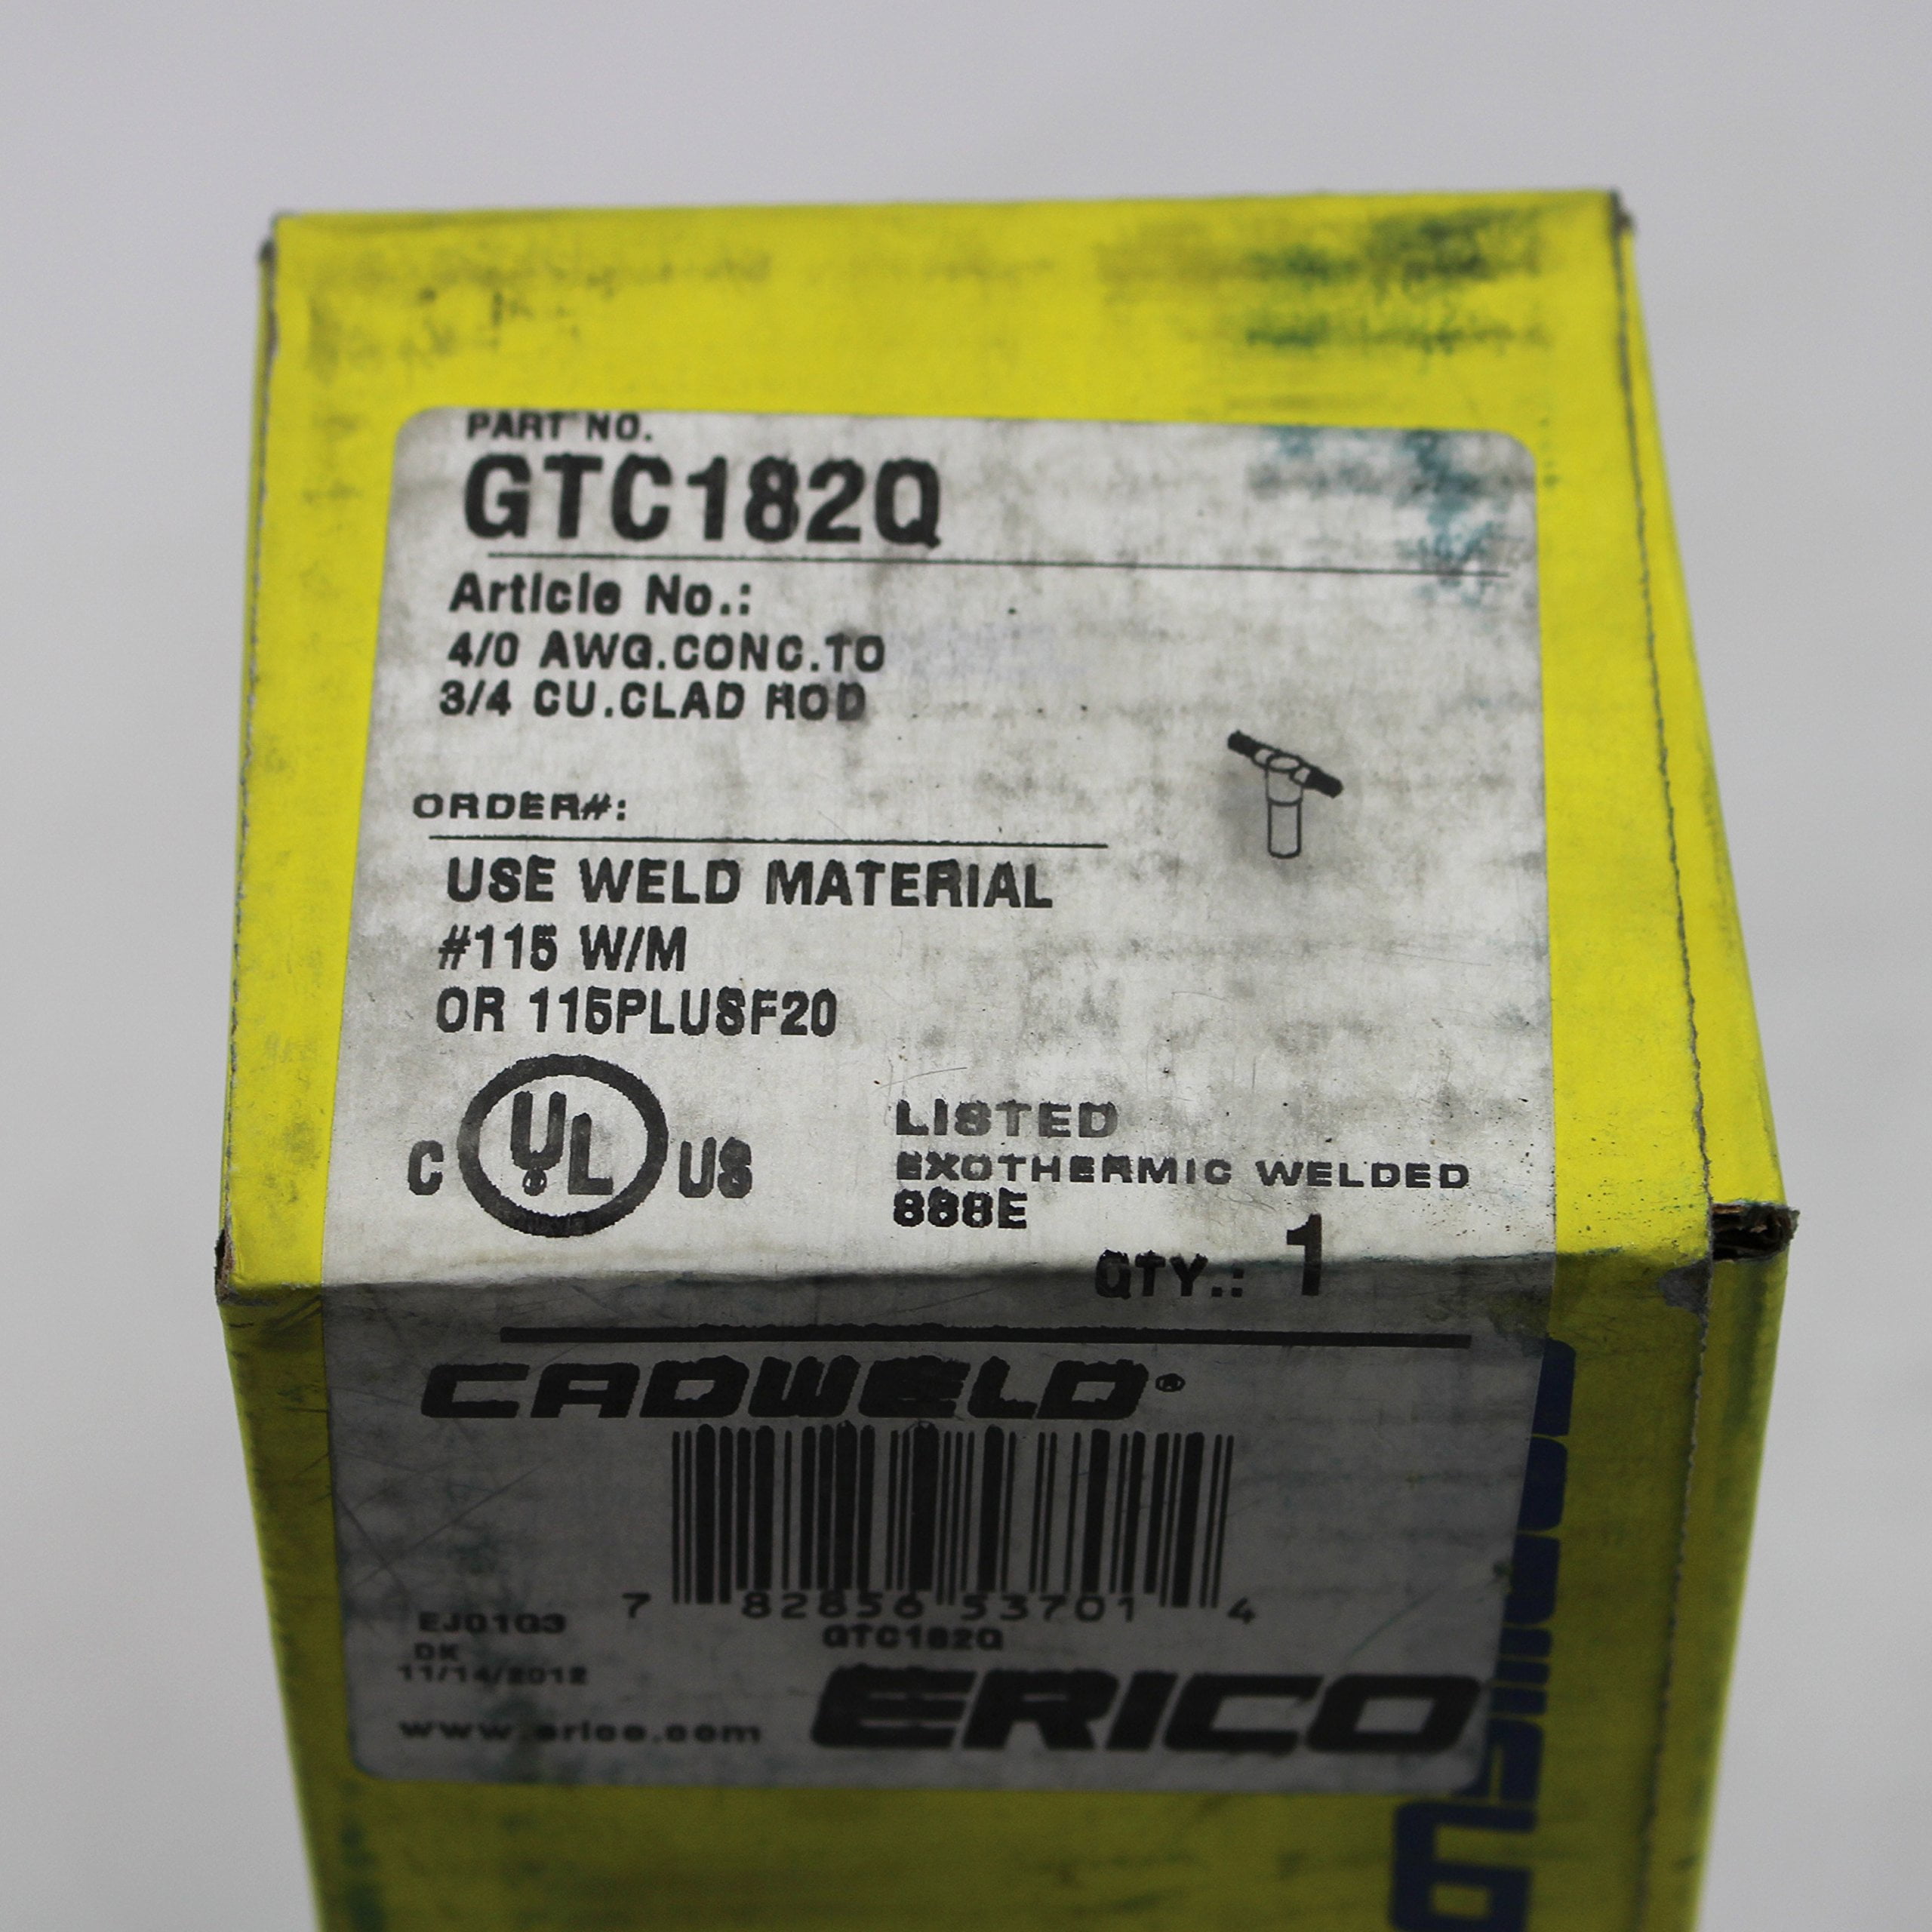 PART NO.
GTC182Q
Article No.:
4/0 AWG.CONC.TO
3/4 CU.CLAD ROD
ORDER#:
USE WELD MATERIAL
#115 W/M
OR 115PLUSF20
C UL US
LISTED
EXOTHERMIC WELDED
888E
QTY.: 1
CADWELD®
7 82856 53701 4
GTC182Q
EJ01Q3
DK
11/14/2012
www.erico.com
ERICO